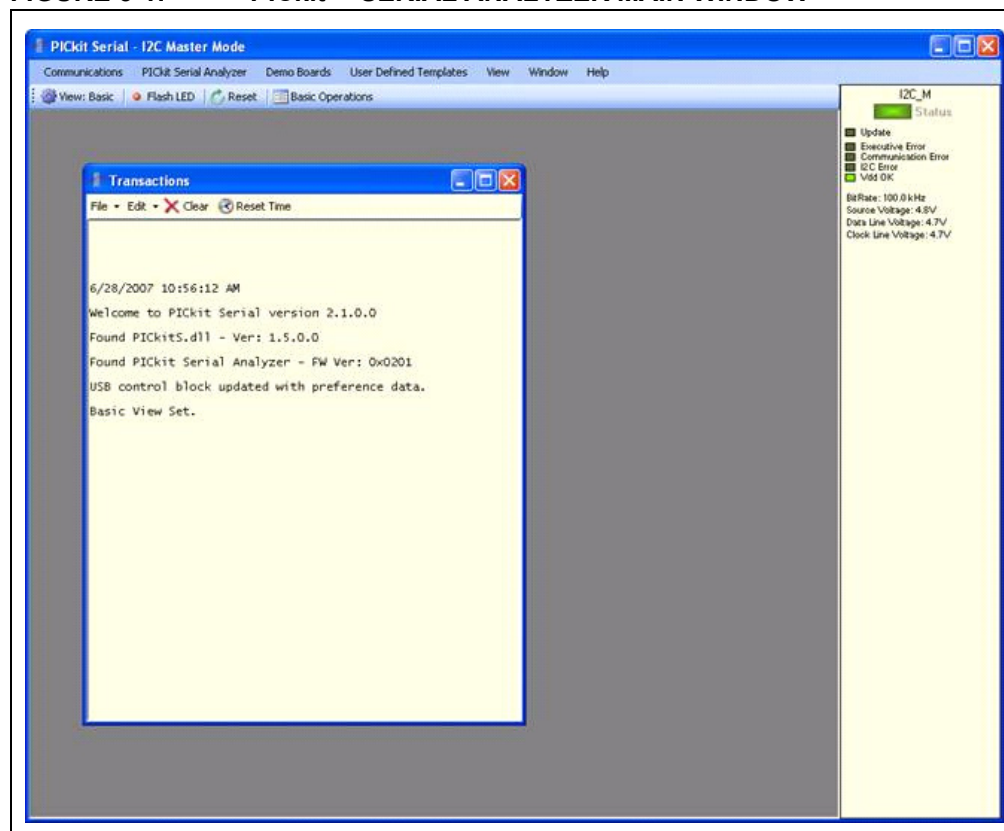 PICkit Serial - I2C Master Mode
Communications PICkit Serial Analyzer Demo Boards User Defined Templates View Window Help
View: Basic Flash LED Reset Basic Operations
I2C_M
Status
Update
Executive Error
Communication Error
I2C Error
Vdd OK
BitRate: 100.0 kHz
Source Voltage: 4.8V
Data Line Voltage: 4.7V
Clock Line Voltage: 4.7V
Transactions
File Edit Clear Reset Time
6/28/2007 10:56:12 AM
Welcome to PICkit Serial version 2.1.0.0
Found PICkitS.dll - Ver: 1.5.0.0
Found PICkit Serial Analyzer - FW Ver: 0x0201
USB control block updated with preference data.
Basic View Set.